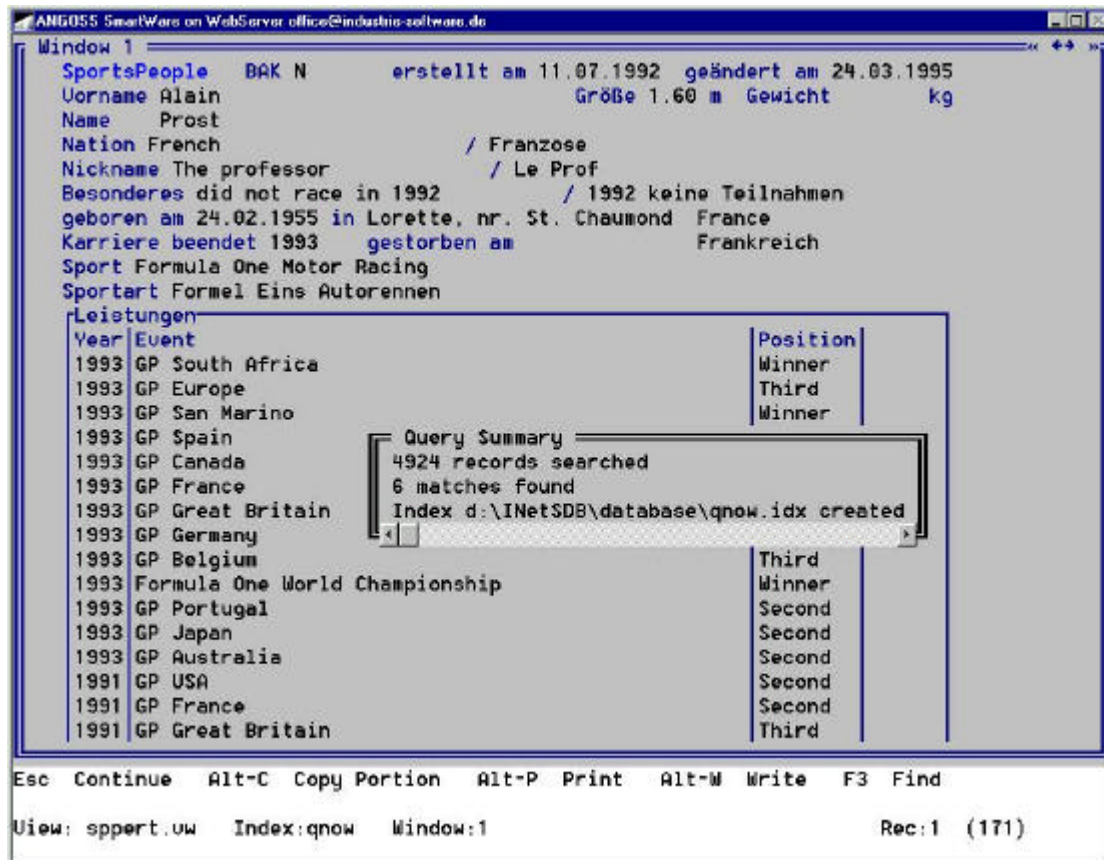 ANGOSS SmartWare on WebServer office@industrie-software.de
Window 1
SportsPeople BAK N erstellt am 11.07.1992 geändert am 24.03.1995
Vorname Alain Größe 1.60 m Gewicht kg
Name Prost
Nation French / Franzose
Nickname The professor / Le Prof
Besonderes did not race in 1992 / 1992 keine Teilnahmen
geboren am 24.02.1955 in Lorette, nr. St. Chaumond France
Karriere beendet 1993 gestorben am Frankreich
Sport Formula One Motor Racing
Sportart Formel Eins Autorennen
Leistungen
Year Event Position
1993 GP South Africa Winner
1993 GP Europe Third
1993 GP San Marino Winner
1993 GP Spain
1993 GP Canada
1993 GP France
1993 GP Great Britain
1993 GP Germany
Query Summary
4924 records searched
6 matches found
Index d:\INetSDB\database\qnow.idx created
1993 GP Belgium Third
1993 Formula One World Championship Winner
1993 GP Portugal Second
1993 GP Japan Second
1993 GP Australia Second
1991 GP USA Second
1991 GP France Second
1991 GP Great Britain Third
Esc Continue Alt-C Copy Portion Alt-P Print Alt-W Write F3 Find
View: sppert.vw Index:qnow Window:1 Rec:1 (171)